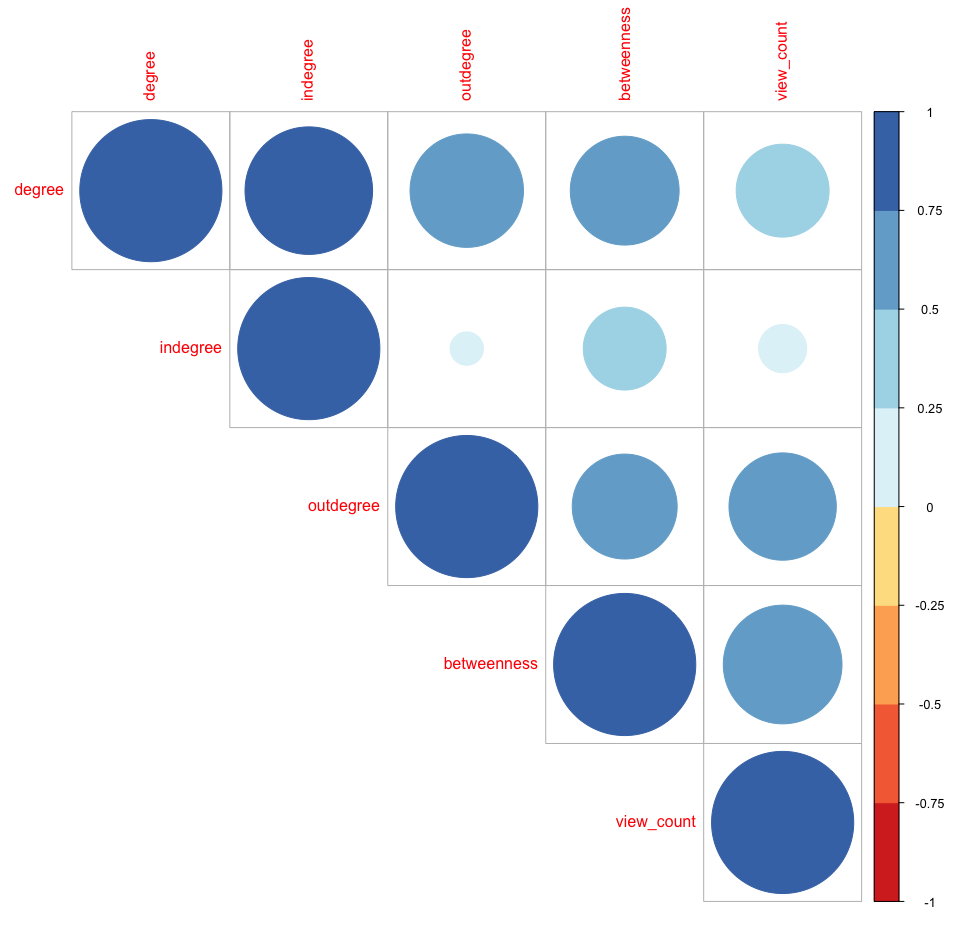 degree
indegree
outdegree
betweenness
view_count
degree
indegree
outdegree
betweenness
view_count
1
0.75
0.5
0.25
0
-0.25
-0.5
-0.75
-1